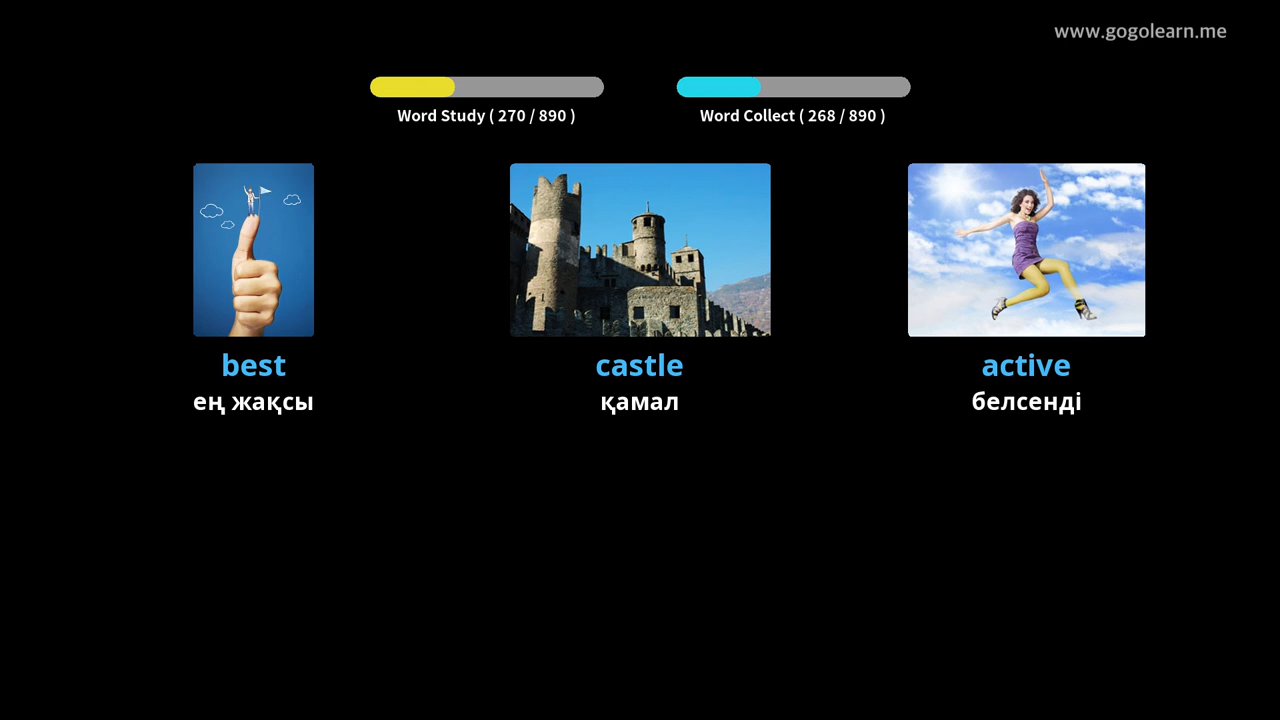 www.gogolearn.me
Word Study ( 270 / 890 )
Word Collect ( 268 / 890 )
best
ең жақсы
castle
қамал
active
белсенді